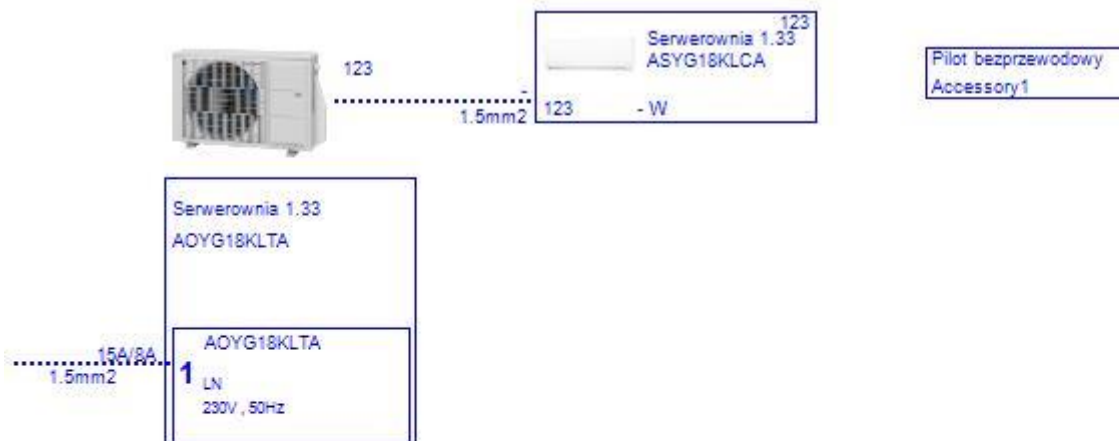 123
Serwerownia 1.33
ASYG18KLCA
123
-
1.5mm2
123 - W
Pilot bezprzewodowy
Accessory1
Serwerownia 1.33
AOYG18KLTA
15A/8A
1.5mm2
AOYG18KLTA
1
LN
230V , 50Hz